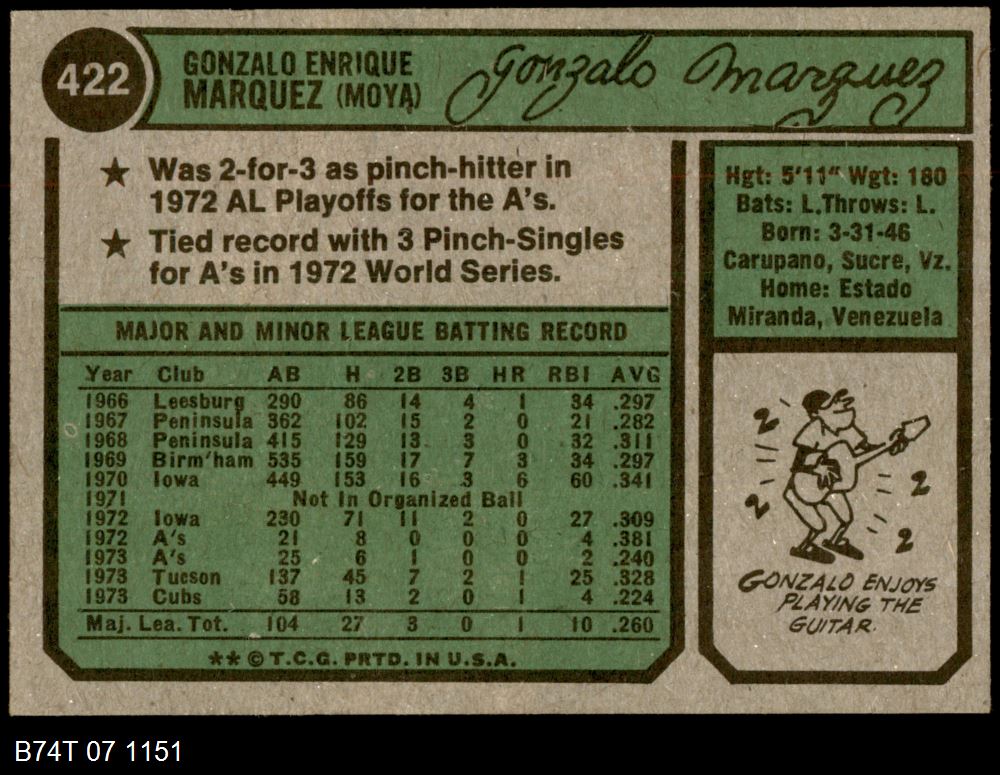 422
GONZALO ENRIQUE
MARQUEZ (MOYA)
Gonzalo Marquez
★ Was 2-for-3 as pinch-hitter in
1972 AL Playoffs for the A's.
★ Tied record with 3 Pinch-Singles
for A's in 1972 World Series.
Hgt: 5'11" Wgt: 180
Bats: L. Throws: L.
Born: 3-31-46
Carupano, Sucre, Vz.
Home: Estado
Miranda, Venezuela
MAJOR AND MINOR LEAGUE BATTING RECORD
Year Club AB H 2B 3B HR RBI AVG
1966 Leesburg 290 86 14 4 1 34 .297
1967 Peninsula 362 102 15 2 0 21 .282
1968 Peninsula 415 129 13 3 0 32 .311
1969 Birm'ham 535 159 17 7 3 34 .297
1970 Iowa 449 153 16 3 6 60 .341
1971 Not In Organized Ball
1972 Iowa 230 71 11 2 0 27 .309
1972 A's 21 8 0 0 0 4 .381
1973 A's 25 6 1 0 0 2 .240
1973 Tucson 137 45 7 2 1 25 .328
1973 Cubs 58 13 2 0 1 4 .224
Maj. Lea. Tot. 104 27 3 0 1 10 .260
** © T.C.G. PRTD. IN U.S.A.
GONZALO ENJOYS
PLAYING THE
GUITAR.
B74T 07 1151